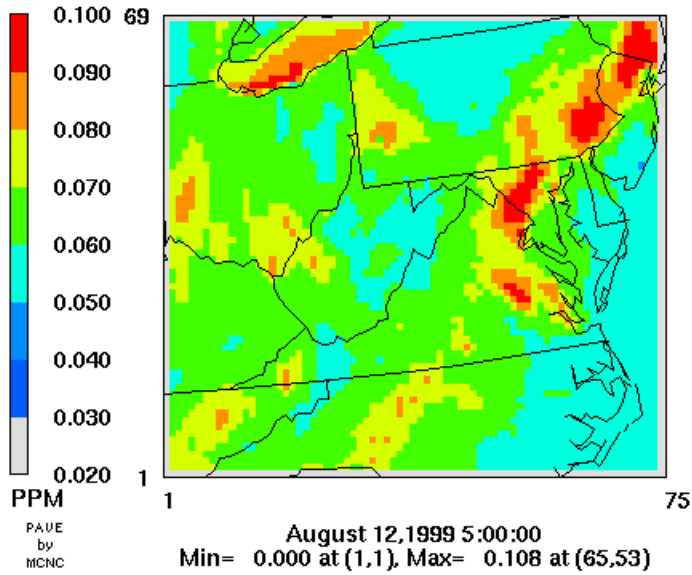 0.100
0.090
0.080
0.070
0.060
0.050
0.040
0.030
0.020
PPM
PAVE
by
MCNC
69
1
1 75
August 12,1999 5:00:00
Min= 0.000 at (1,1), Max= 0.108 at (65,53)